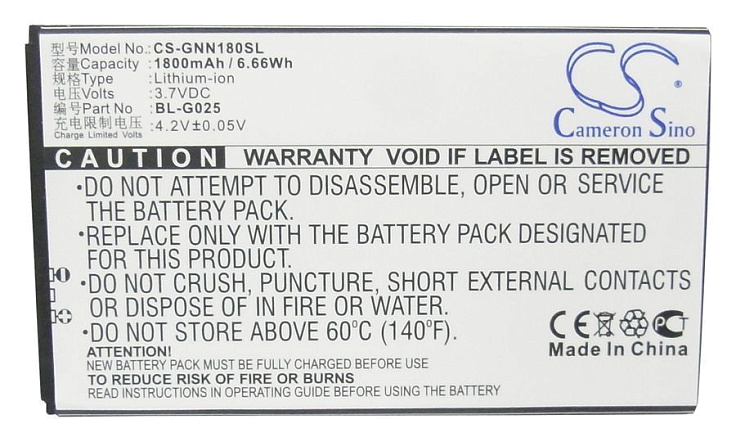 型号Model No: CS-GNN180SL
容量Capacity: 1800mAh / 6.66Wh
规格Type: Lithium-ion
电压Volts: 3.7VDC
编号Part No: BL-G025
充电限制电压: 4.2V±0.05V
Charge Limited Volts
CS
Cameron Sino
CAUTION WARRANTY VOID IF LABEL IS REMOVED
•DO NOT ATTEMPT TO DISASSEMBLE, OPEN OR SERVICE
THE BATTERY PACK.
•REPLACE ONLY WITH THE BATTERY PACK DESIGNATED
FOR THIS PRODUCT.
•DO NOT CRUSH, PUNCTURE, SHORT EXTERNAL CONTACTS
OR DISPOSE OF IN FIRE OR WATER.
•DO NOT STORE ABOVE 60°C (140°F).
CE PCT
Made In China
ATTENTION!
NEW BATTERY PACK MUST BE FULLY CHARGED BEFORE USE.
TO REDUCE RISK OF FIRE OR BURNS
FOLLOW USER'S MANUAL FOR OPERATING GUIDE BEFORE USE.